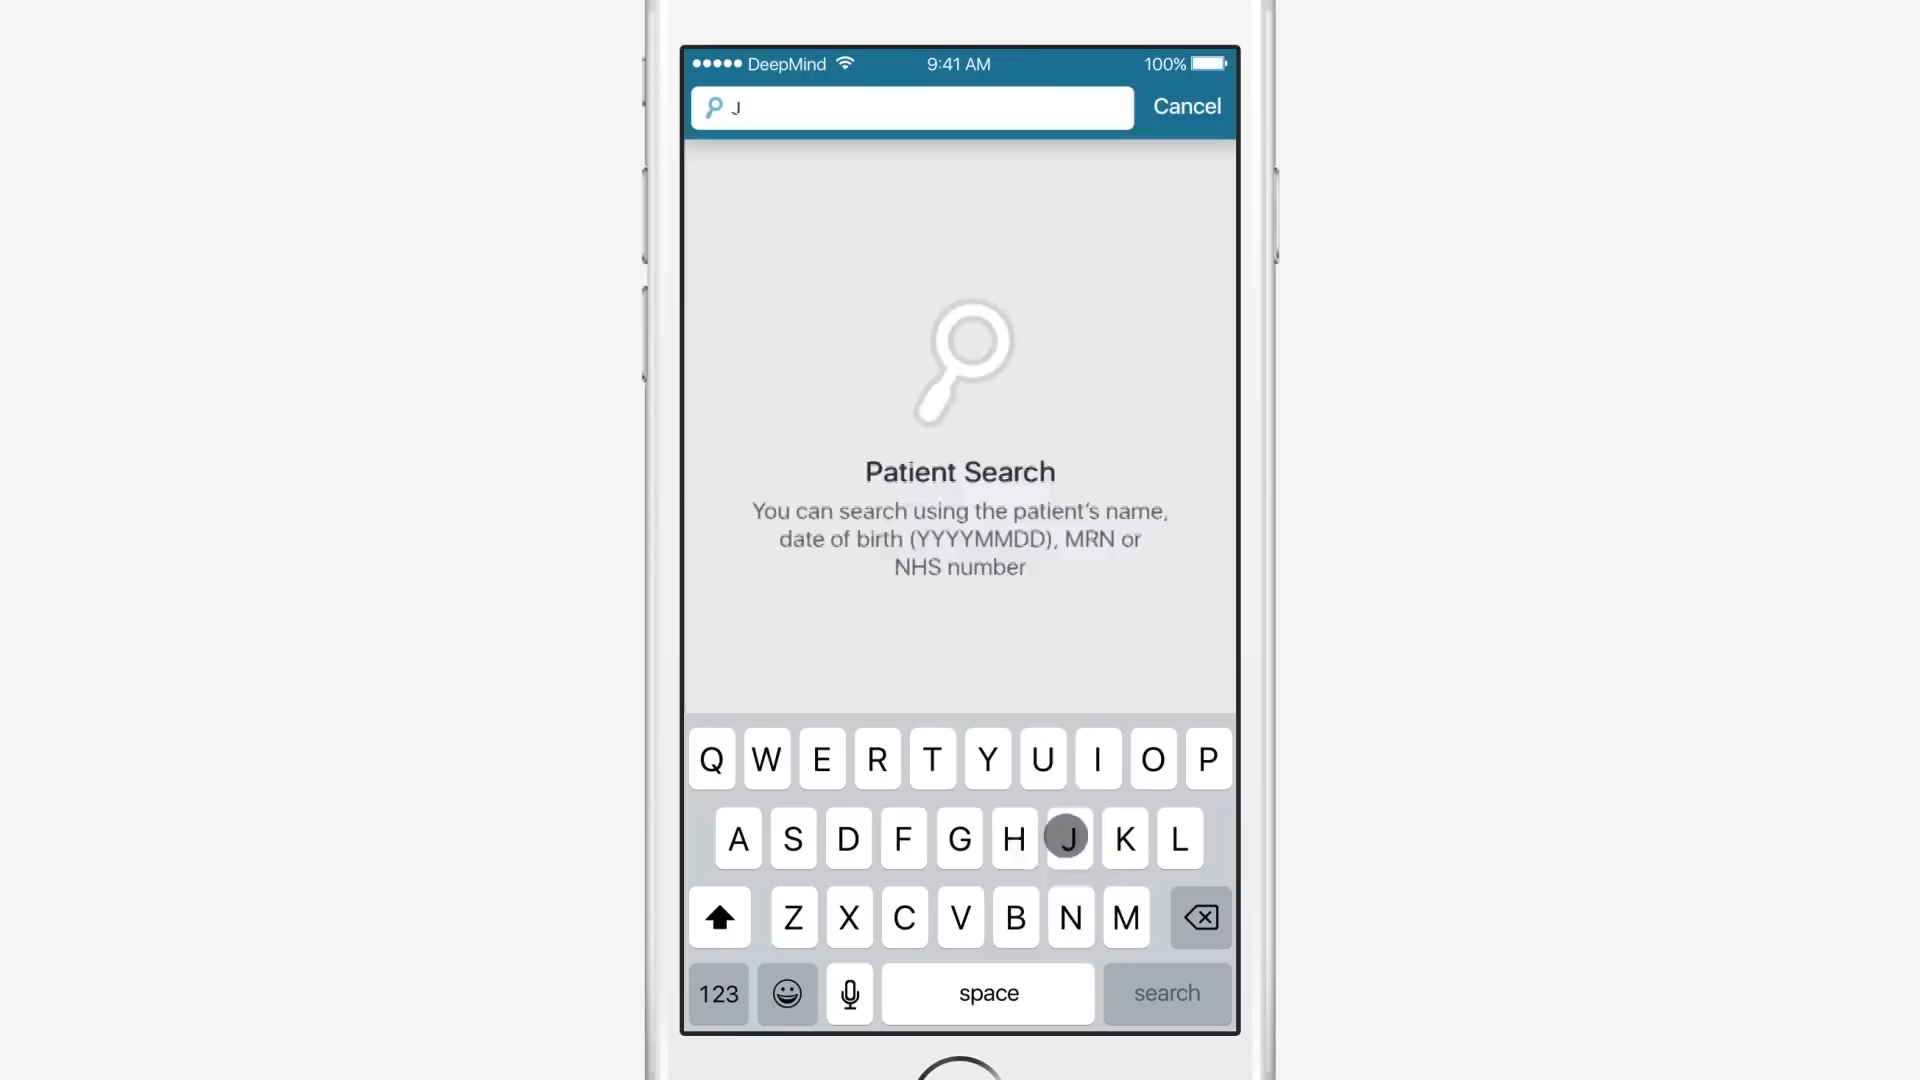 DeepMind 9:41 AM 100%
J Cancel
Patient Search
You can search using the patient's name,
date of birth (YYYYMMDD), MRN or
NHS number
Q W E R T Y U I O P
A S D F G H J K L
Z X C V B N M
123 space search